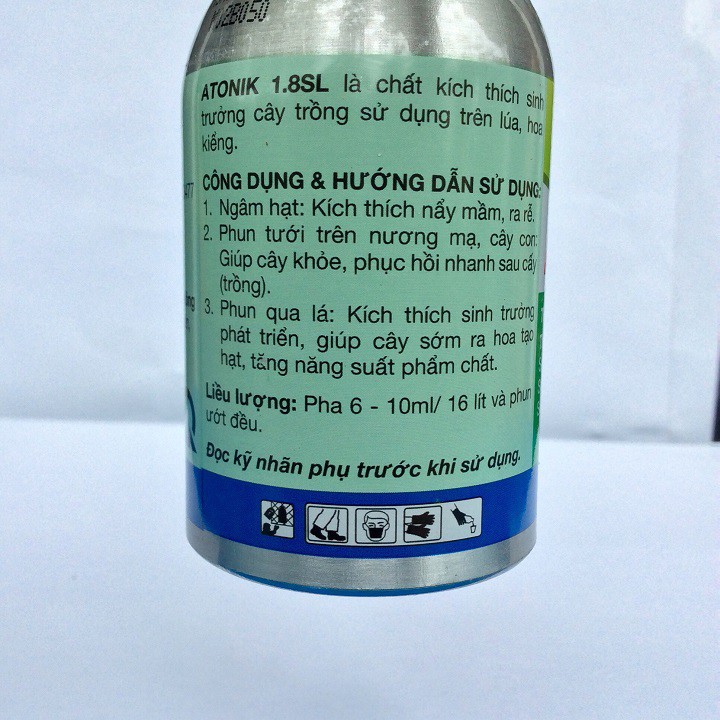 02B050
ATONIK 1.8SL là chất kích thích sinh
trưởng cây trồng sử dụng trên lúa, hoa
kiểng.
CÔNG DỤNG & HƯỚNG DẪN SỬ DỤNG:
1. Ngâm hạt: Kích thích nẩy mầm, ra rễ.
2. Phun tưới trên nương mạ, cây con:
Giúp cây khỏe, phục hồi nhanh sau cấy
(trồng).
3. Phun qua lá: Kích thích sinh trưởng
phát triển, giúp cây sớm ra hoa tạo
hạt, tăng năng suất phẩm chất.
Liều lượng: Pha 6 - 10ml/ 16 lít và phun
ướt đều.
Đọc kỹ nhãn phụ trước khi sử dụng.